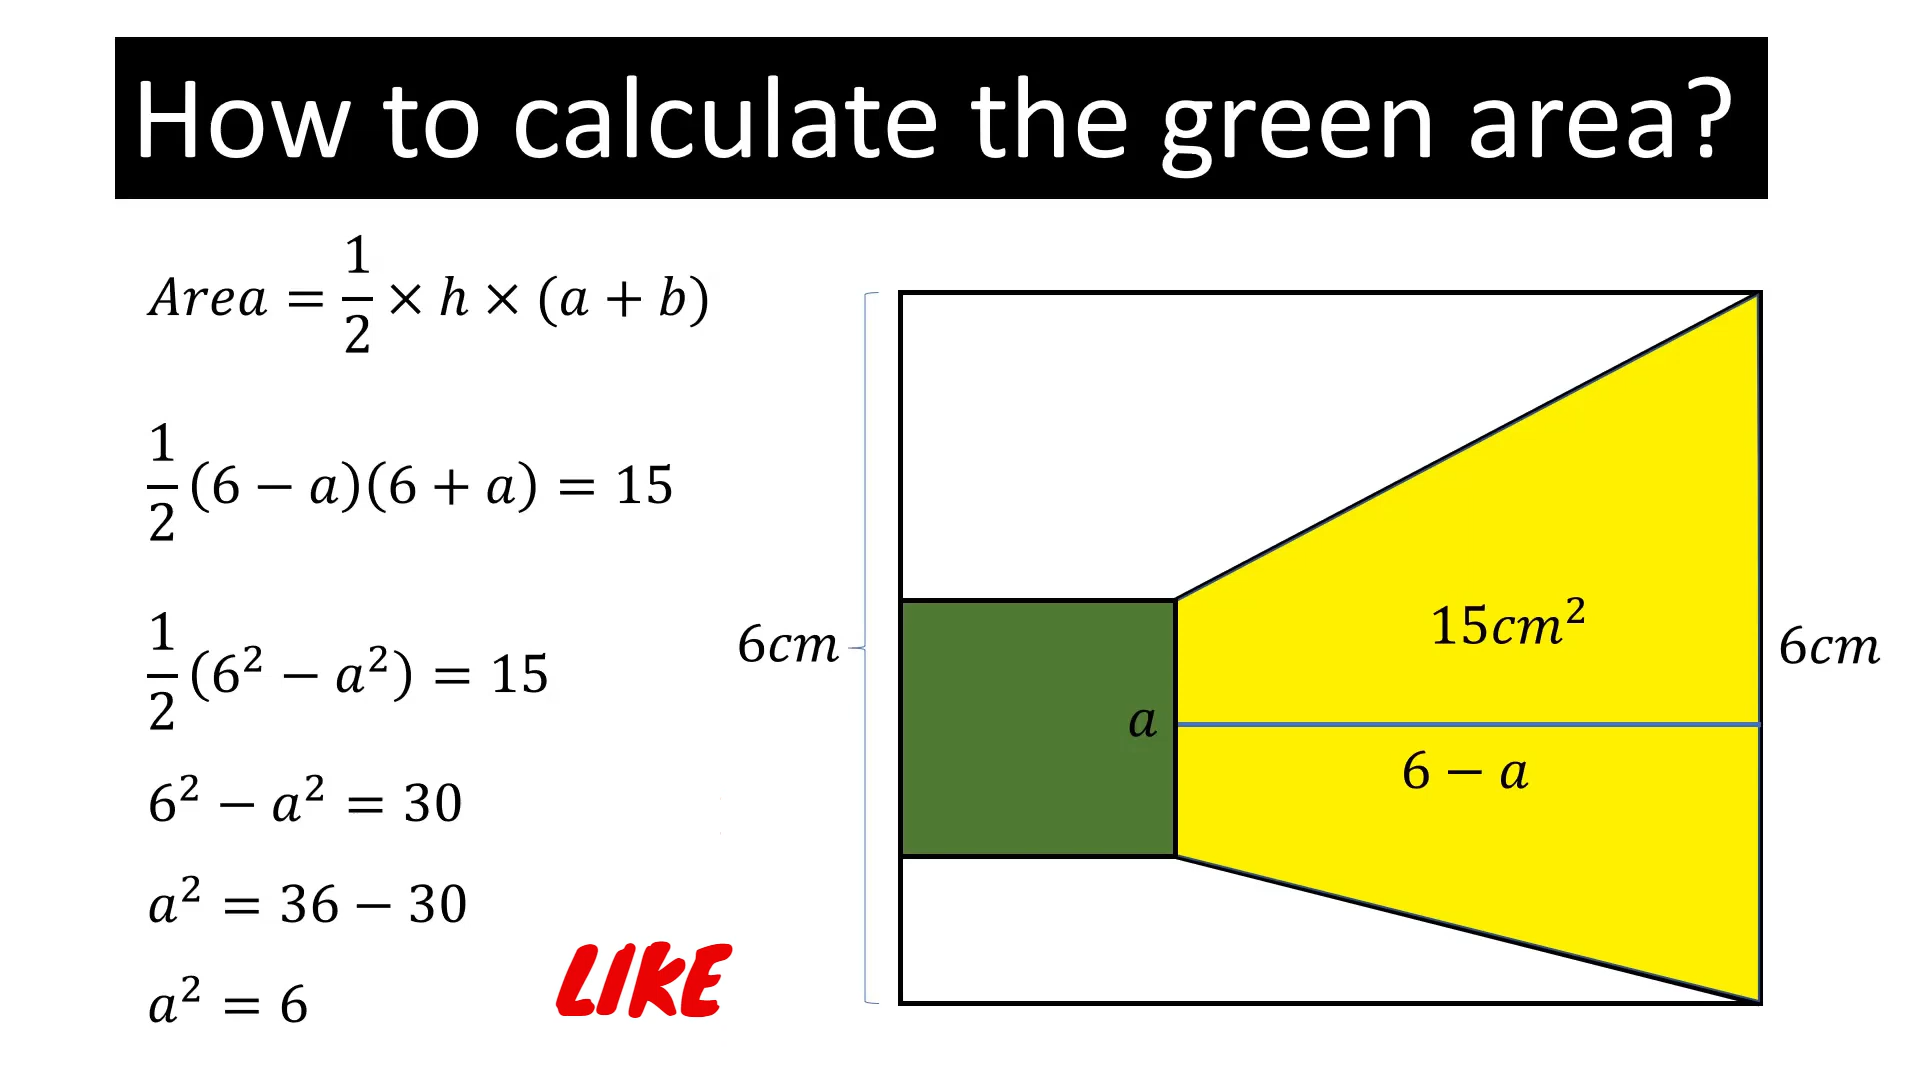 How to calculate the green area?
Area = 1/2 × h × (a + b)
1/2 (6 − a)(6 + a) = 15
1/2 (6² − a²) = 15
6² − a² = 30
a² = 36 − 30
a² = 6
LIKE
6cm
a
15cm²
6 − a
6cm